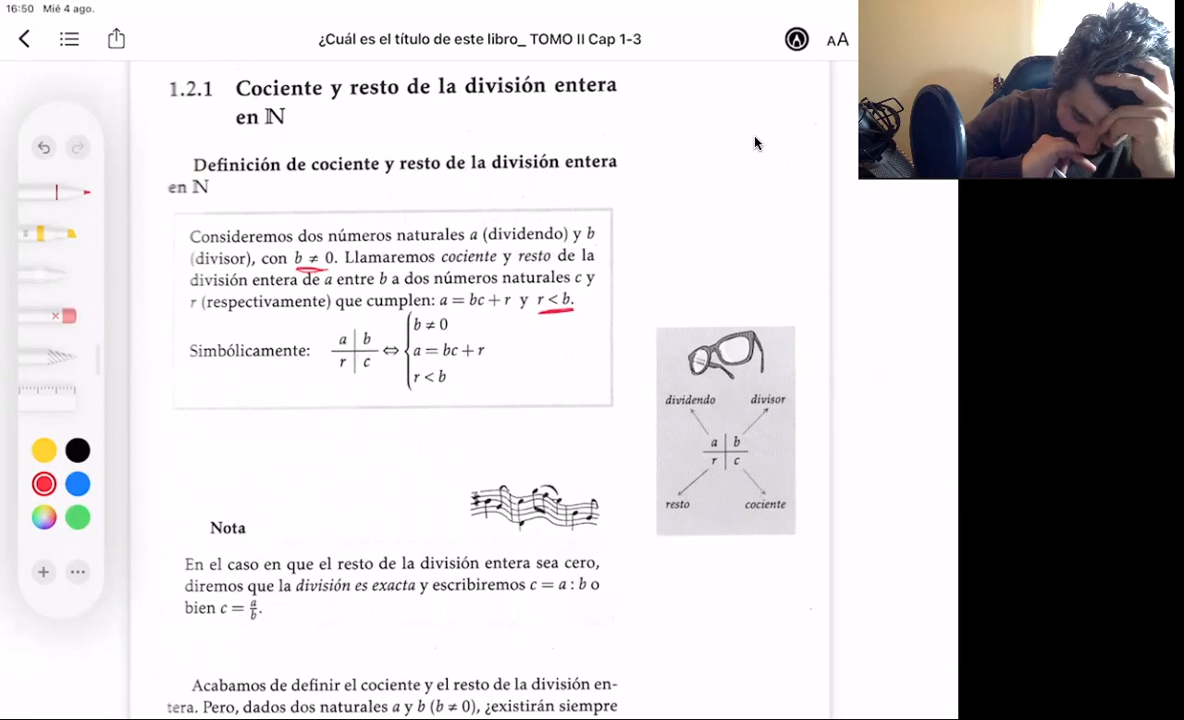 16:50 Mié 4 ago.
¿Cuál es el título de este libro_ TOMO II Cap 1-3
AA
1.2.1 Cociente y resto de la división entera
en ℕ
Definición de cociente y resto de la división entera
en ℕ
Consideremos dos números naturales a (dividendo) y b
(divisor), con b ≠ 0. Llamaremos cociente y resto de la
división entera de a entre b a dos números naturales c y
r (respectivamente) que cumplen: a = bc + r y r < b.
Simbólicamente: a b r c ⇔ { b ≠ 0
a = bc + r
r < b
dividendo divisor
a b
r c
resto cociente
Nota
En el caso en que el resto de la división entera sea cero,
diremos que la división es exacta y escribiremos c = a : b o
bien c = a/b.
Acabamos de definir el cociente y el resto de la división en-
tera. Pero, dados dos naturales a y b (b ≠ 0), ¿existirán siempre